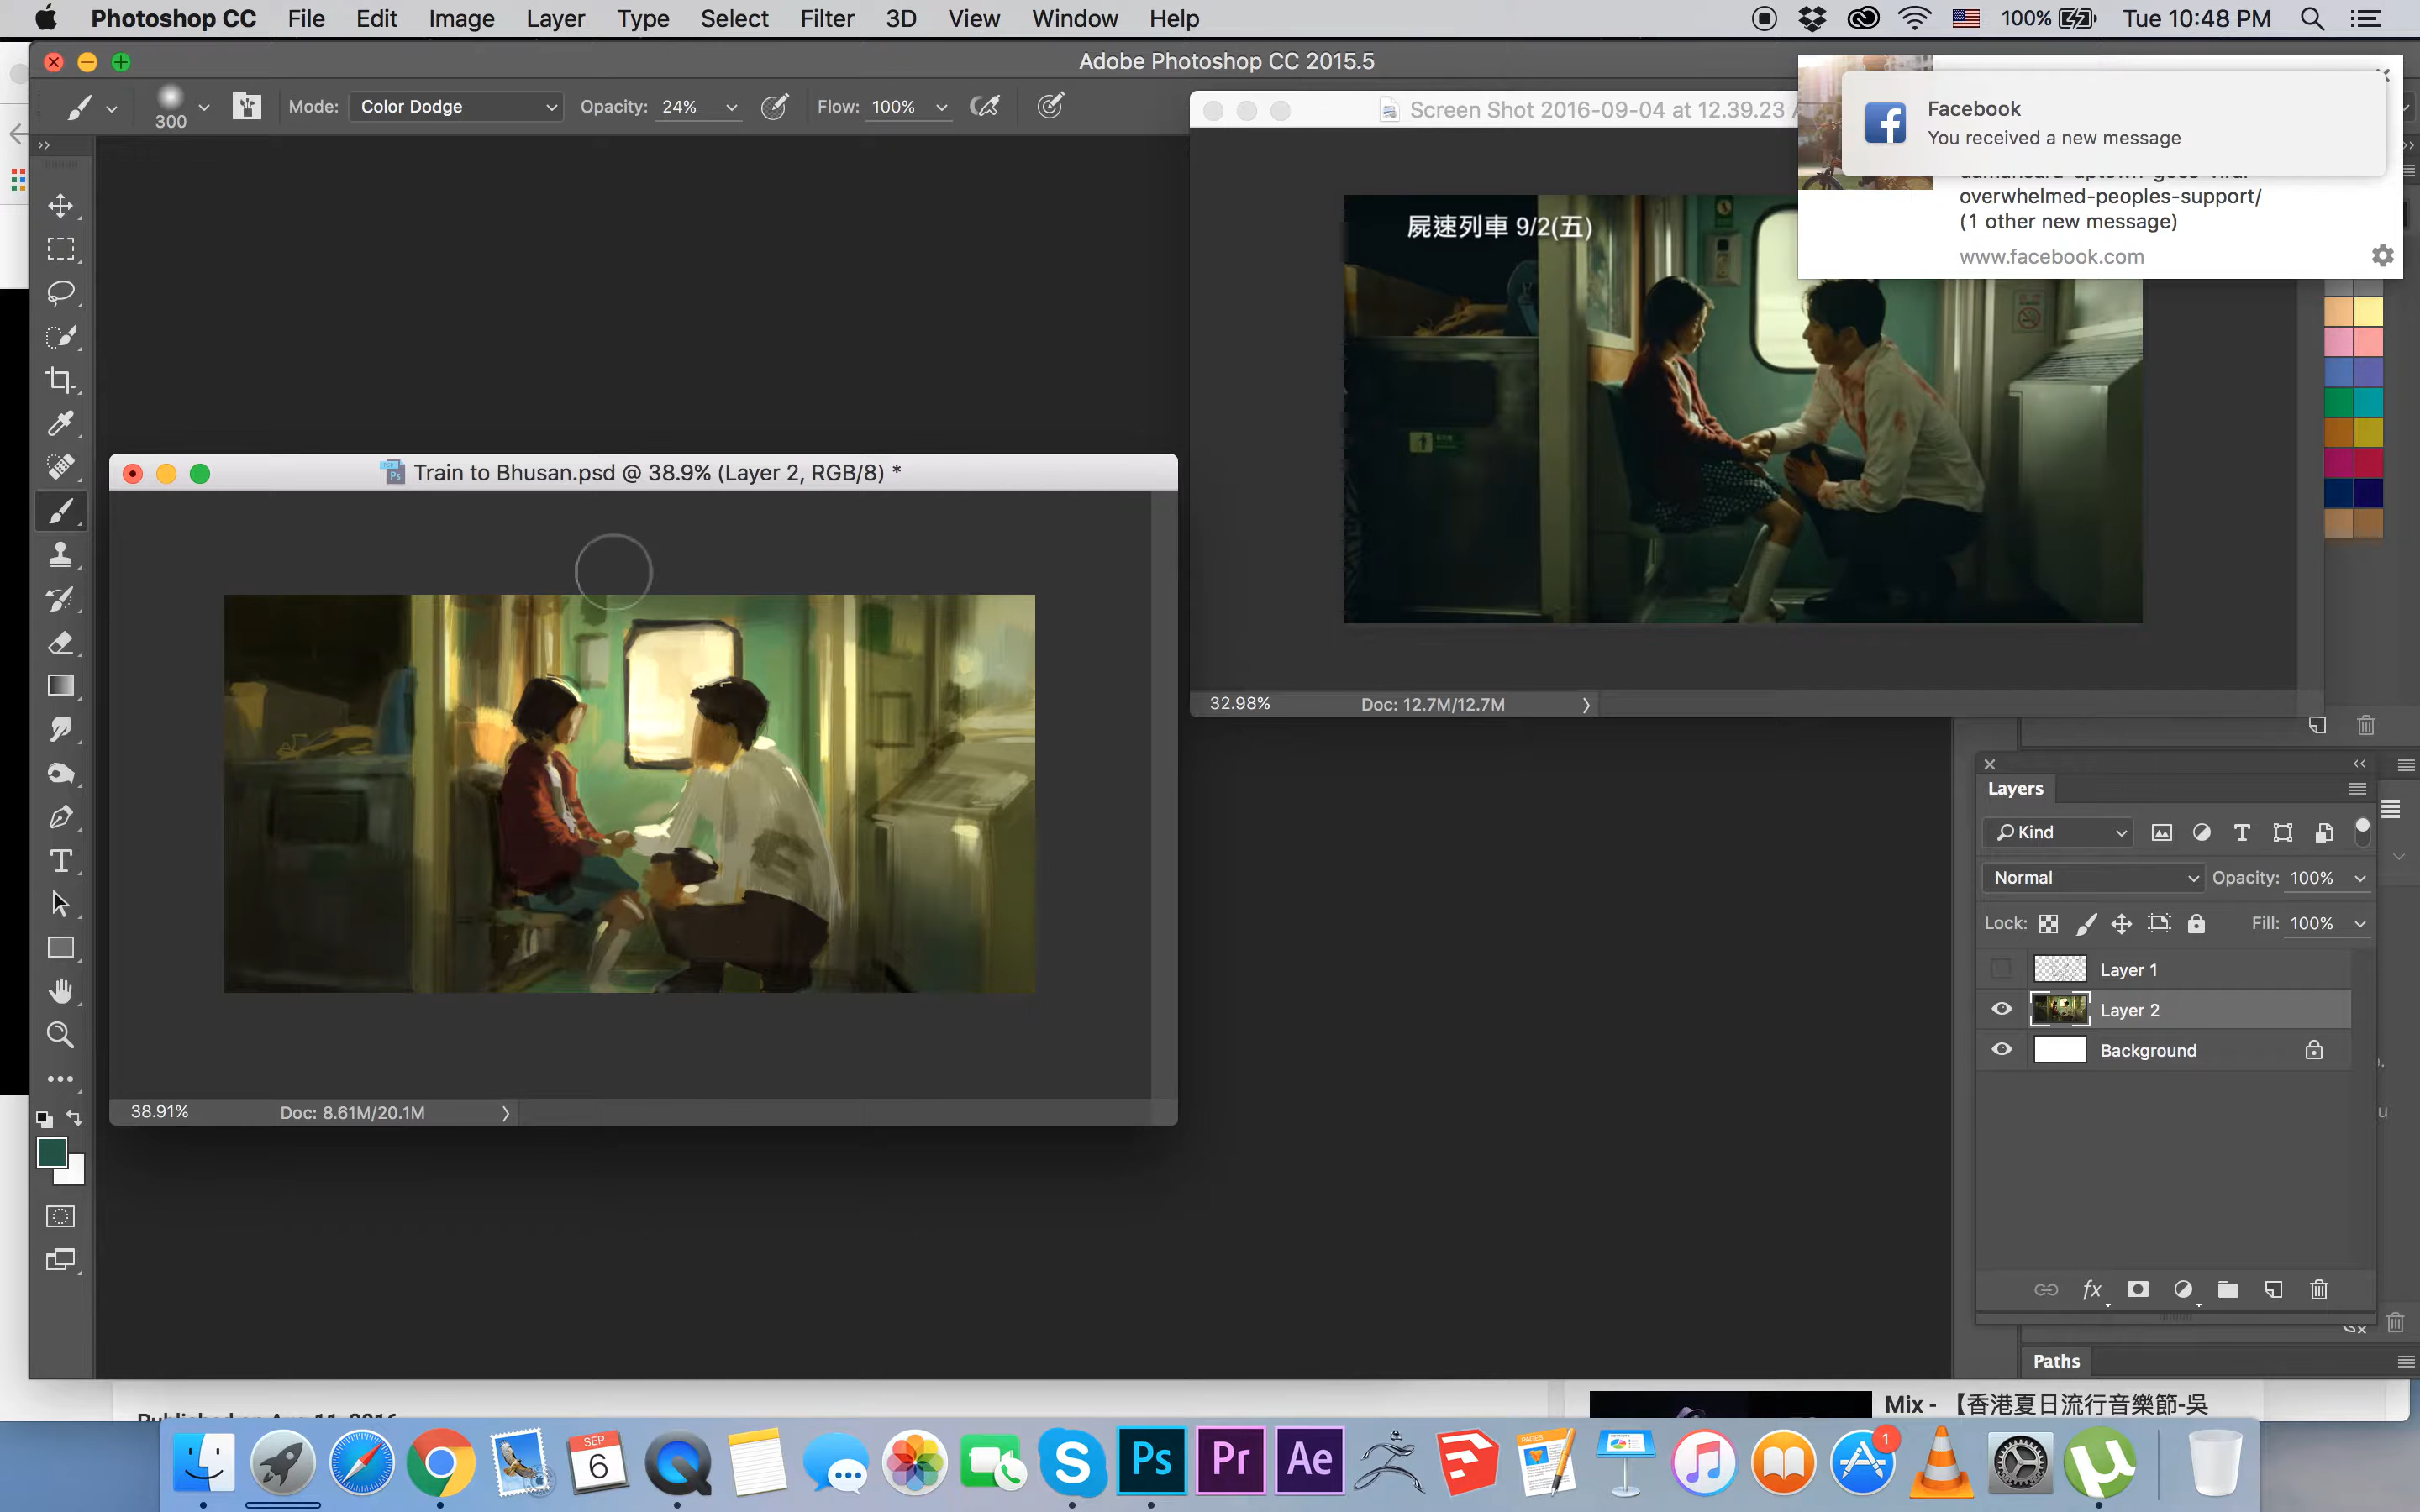 Photoshop CC File Edit Image Layer Type Select Filter 3D View Window Help 100% Tue 10:48 PM
Adobe Photoshop CC 2015.5
300 Mode: Color Dodge Opacity: 24% Flow: 100%
Screen Shot 2016-09-04 at 12.39.23
Facebook
You received a new message
overwhelmed-peoples-support/
(1 other new message)
www.facebook.com
屍速列車 9/2(五)
32.98% Doc: 12.7M/12.7M
Train to Bhusan.psd @ 38.9% (Layer 2, RGB/8) *
Ps
38.91% Doc: 8.61M/20.1M
Layers
Kind
Normal Opacity: 100%
Lock: Fill: 100%
Layer 1
Layer 2
Background
fx
Paths
Mix - 【香港夏日流行音樂節-吳
SEP
6
S
Ps
Pr
Ae
PAGES
1